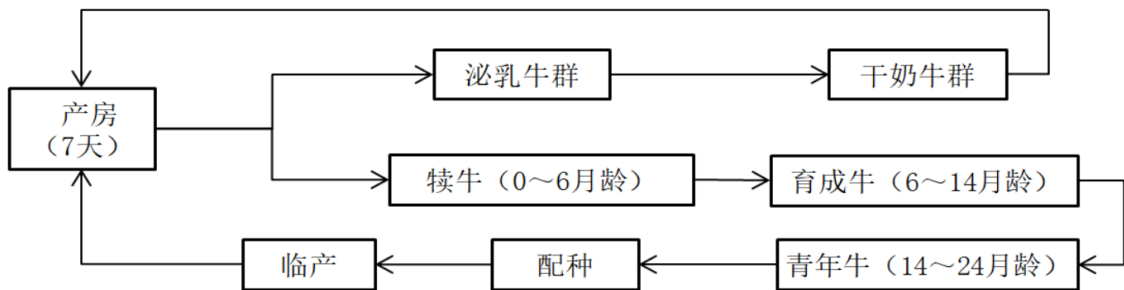 泌乳牛群
干奶牛群
产房
（7天）
犊牛（0～6月龄）
育成牛（6～14月龄）
临产
配种
青年牛（14～24月龄）